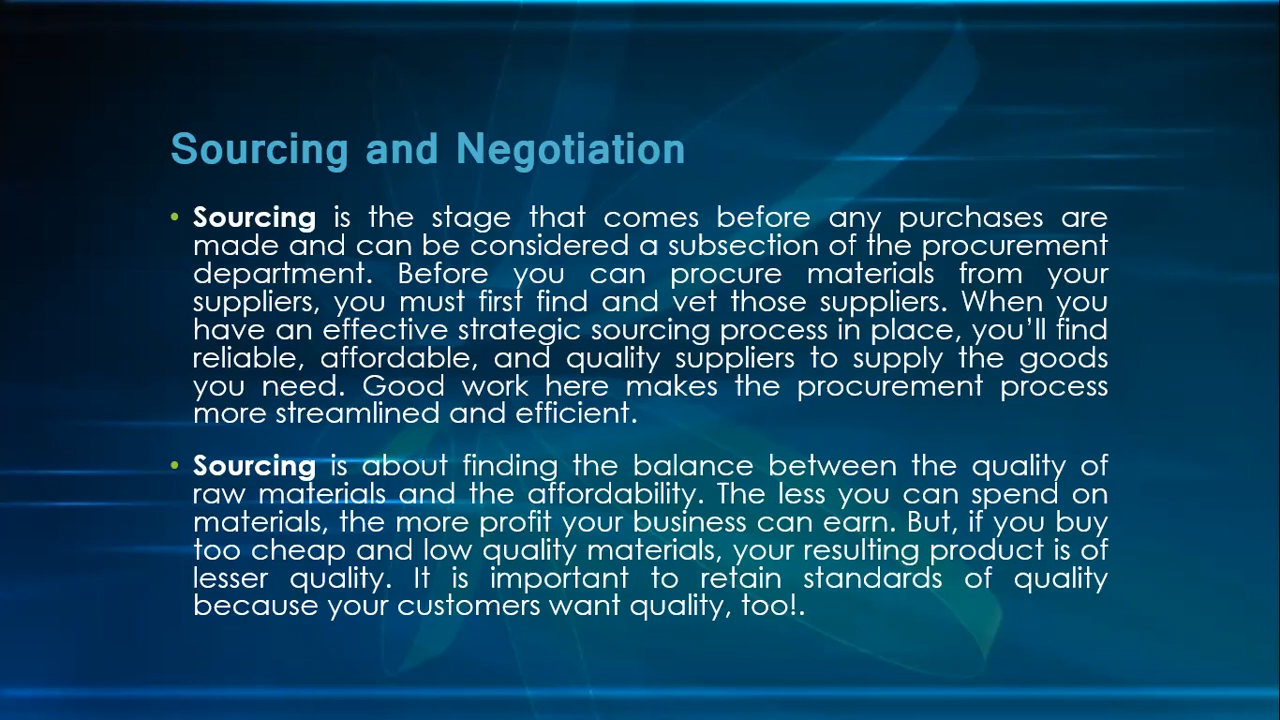 Sourcing and Negotiation
• Sourcing is the stage that comes before any purchases are
made and can be considered a subsection of the procurement
department. Before you can procure materials from your
suppliers, you must first find and vet those suppliers. When you
have an effective strategic sourcing process in place, you’ll find
reliable, affordable, and quality suppliers to supply the goods
you need. Good work here makes the procurement process
more streamlined and efficient.
• Sourcing is about finding the balance between the quality of
raw materials and the affordability. The less you can spend on
materials, the more profit your business can earn. But, if you buy
too cheap and low quality materials, your resulting product is of
lesser quality. It is important to retain standards of quality
because your customers want quality, too!.